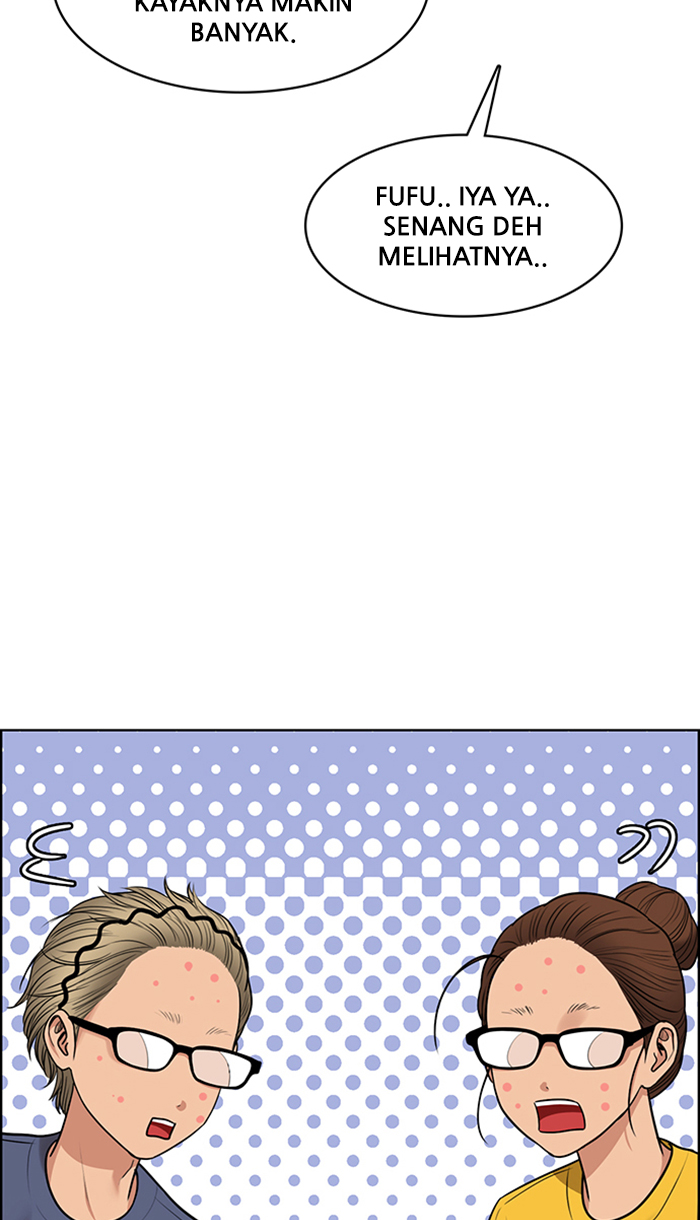 KAYAKNYA MAKIN
BANYAK.
FUFU.. IYA YA..
SENANG DEH
MELIHATNYA..